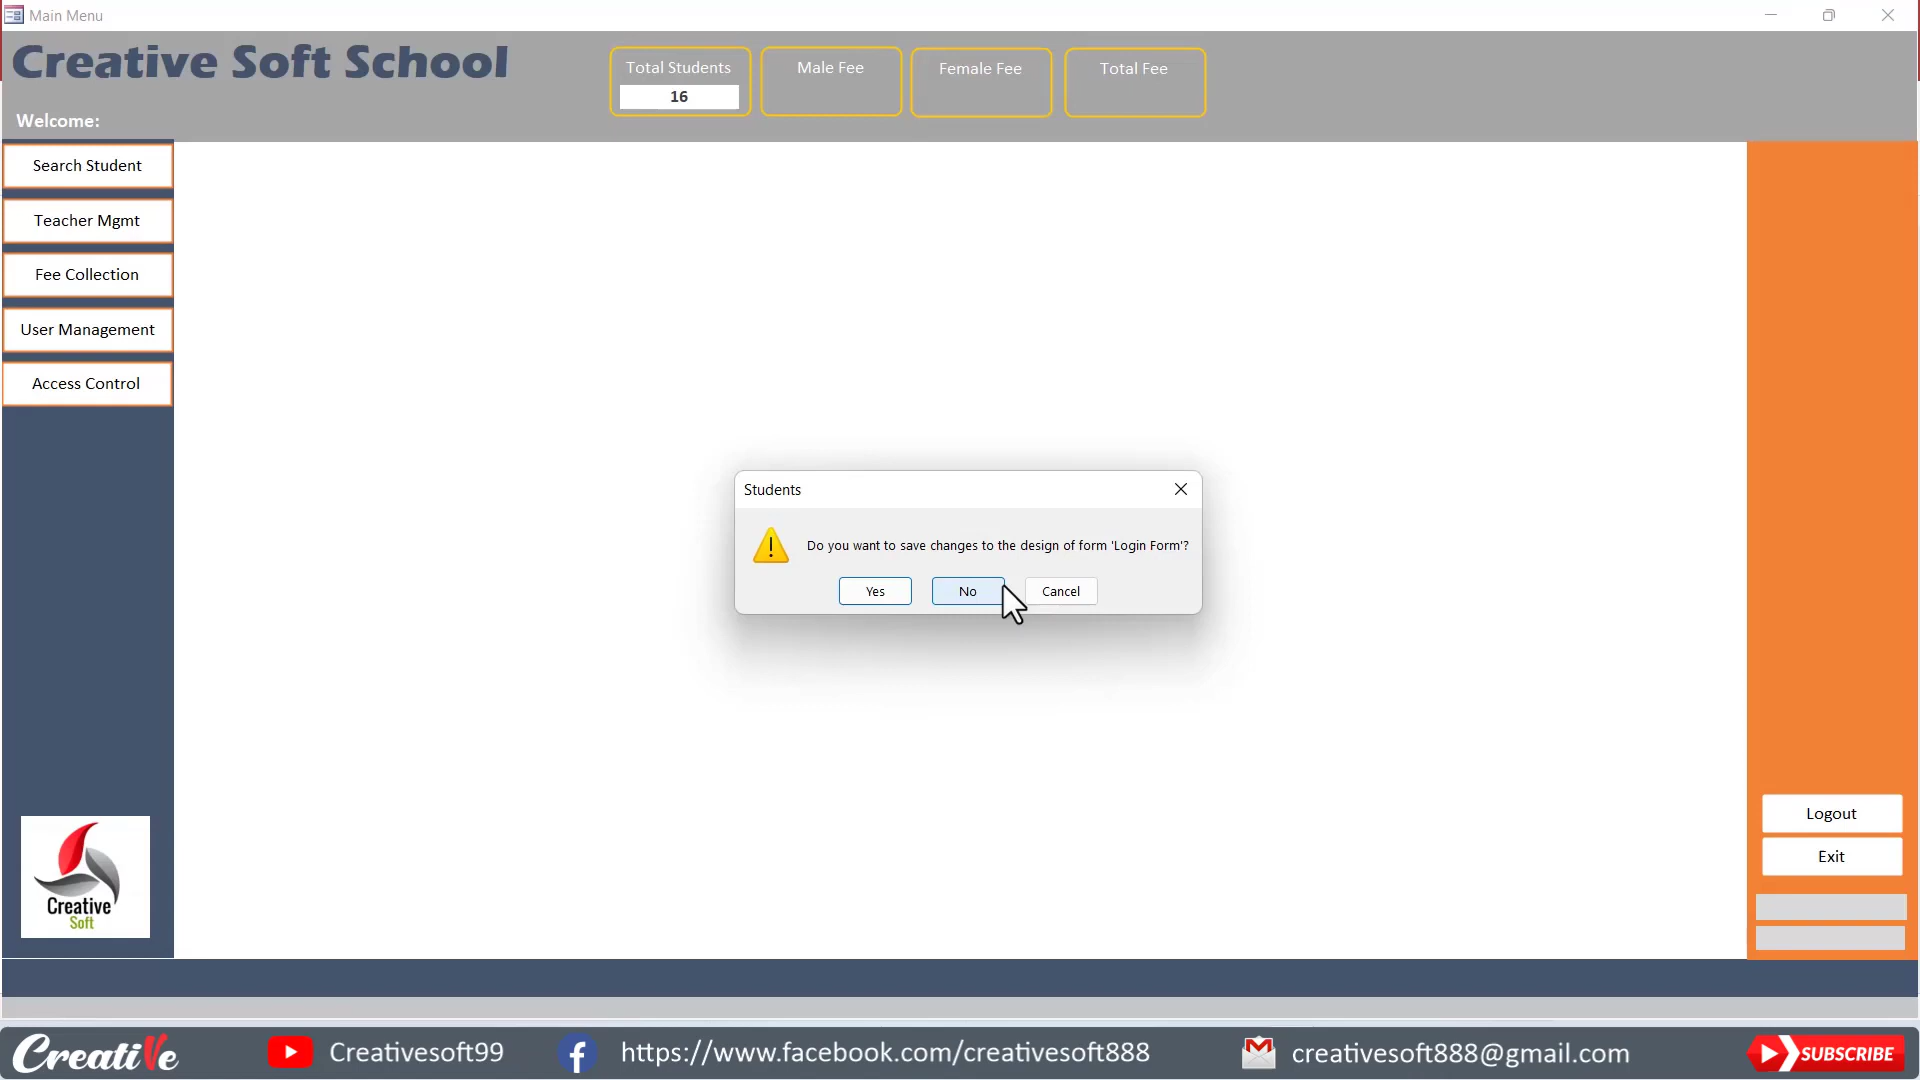 Main Menu
Creative Soft School
Total Students
16
Male Fee
Female Fee
Total Fee
Welcome:
Search Student
Teacher Mgmt
Fee Collection
User Management
Access Control
Students
Do you want to save changes to the design of form 'Login Form'?
Yes
No
Cancel
Creative
Soft
Logout
Exit
CreatiVe
Creativesoft99
https://www.facebook.com/creativesoft888
creativesoft888@gmail.com
SUBSCRIBE